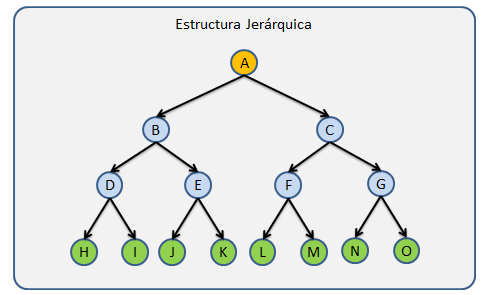 Estructura Jerárquica
A
B C
D E F G
H I J K L M N O